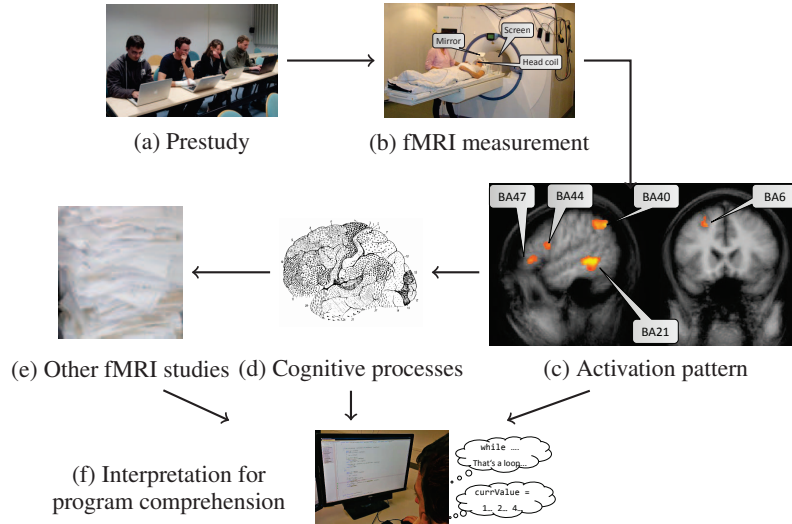 Mirror
Screen
Head coil
(a) Prestudy
(b) fMRI measurement
BA47
BA44
BA40
BA6
BA21
(e) Other fMRI studies
(d) Cognitive processes
(c) Activation pattern
(f) Interpretation for
program comprehension
while ....
That's a loop...
currValue =
1... 2... 4...